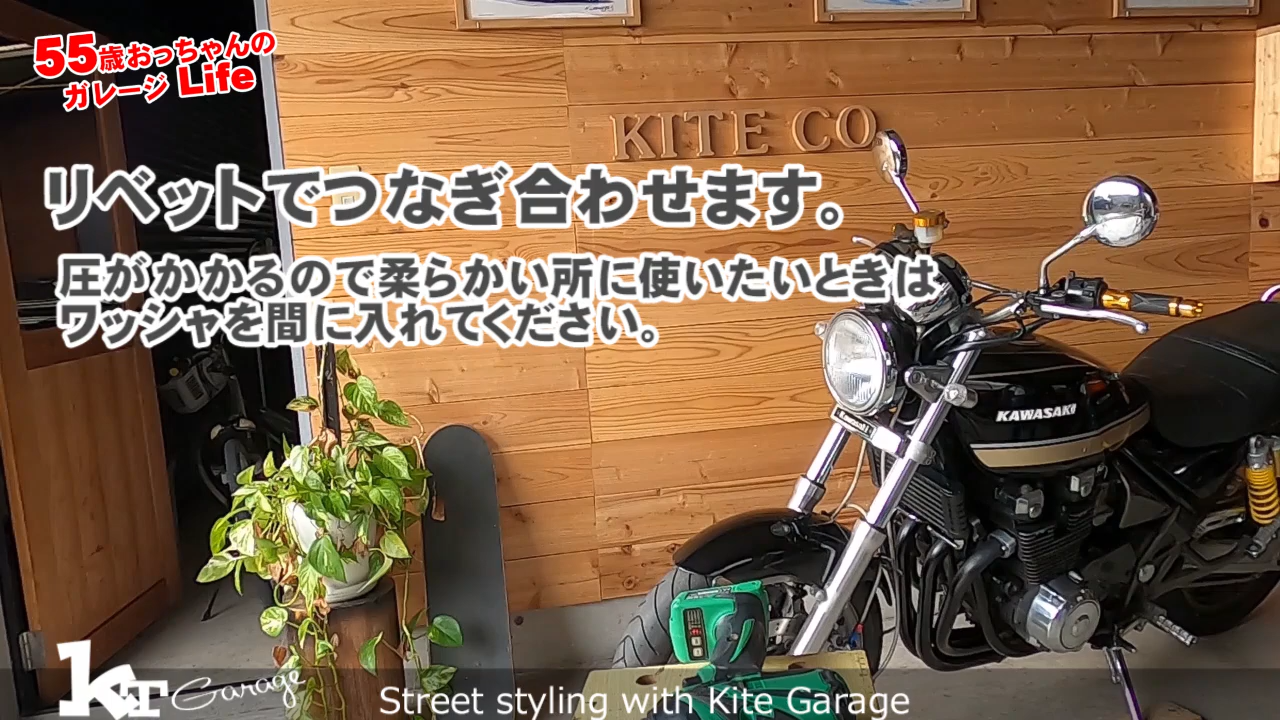 55歳おっちゃんの
ガレージ Life
KITE CO
リベットでつなぎ合わせます。
圧がかかるので柔らかい所に使いたいときは
ワッシャを間に入れてください。
Kawasaki
KAWASAKI
KT Garage
Street styling with Kite Garage